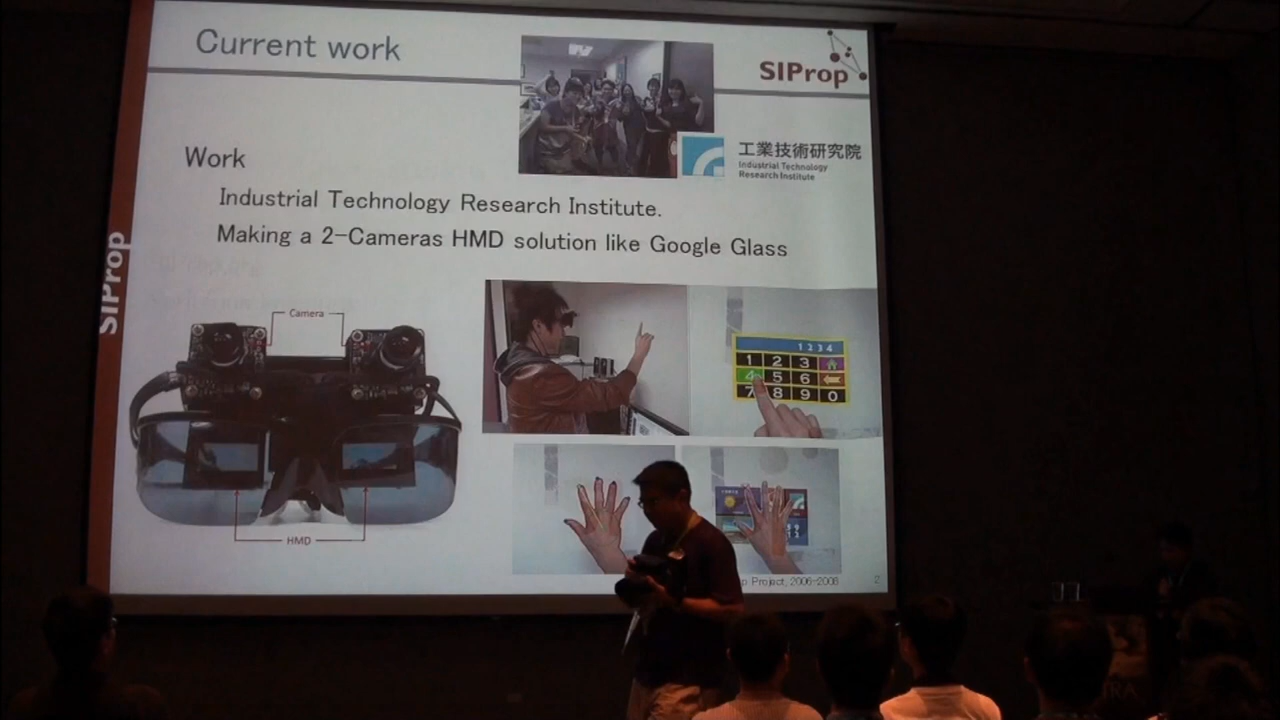 Current work
SIProp
工業技術研究院
Industrial Technology
Research Institute
Work
Industrial Technology Research Institute.
Making a 2-Cameras HMD solution like Google Glass
SIProp
Camera
HMD
1 2 3 4
1 2 3
4 5 6
7 8 9 0
Project, 2006-2008
2